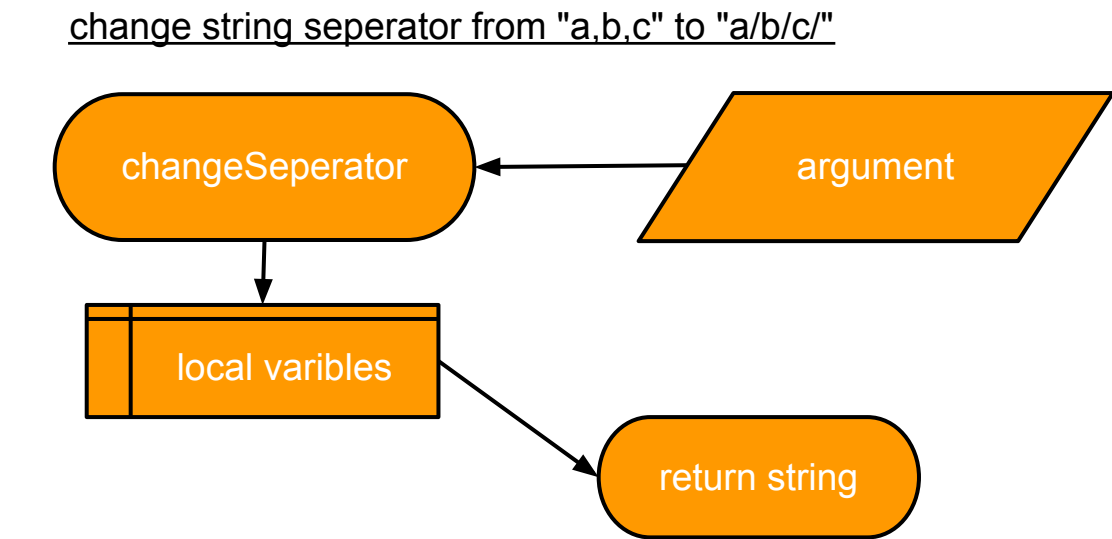 change string seperator from "a,b,c" to "a/b/c/"
changeSeperator
argument
local varibles
return string